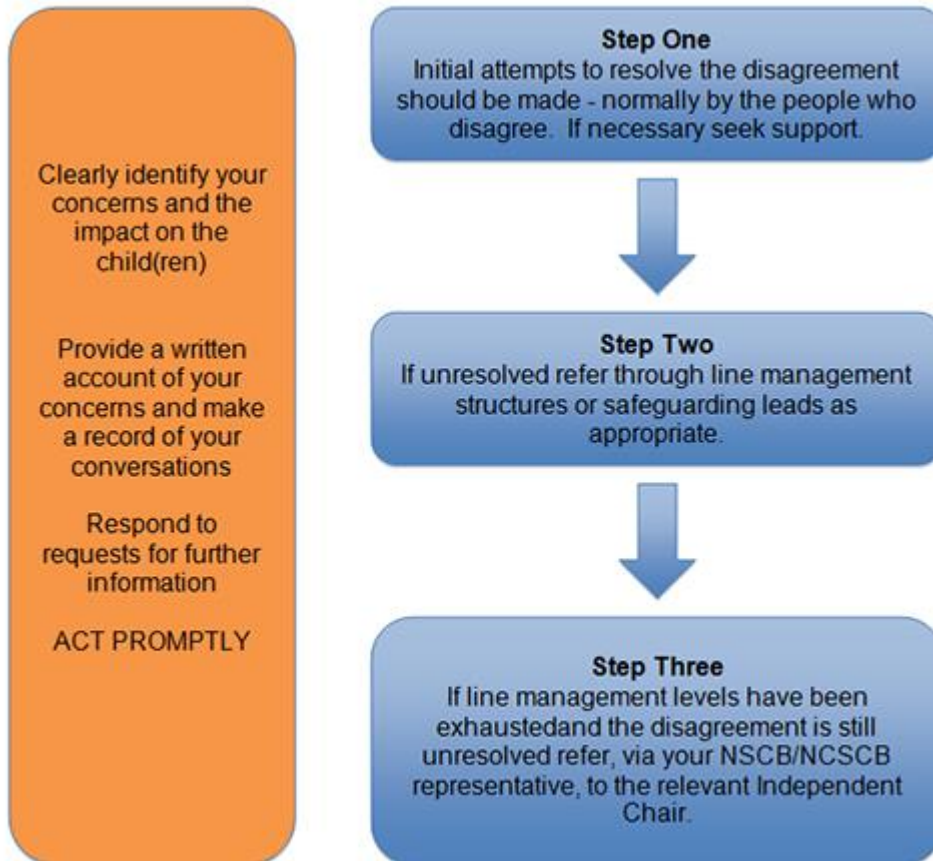 Clearly identify your
concerns and the
impact on the
child(ren)
Provide a written
account of your
concerns and make
a record of your
conversations
Respond to
requests for further
information
ACT PROMPTLY
Step One
Initial attempts to resolve the disagreement
should be made - normally by the people who
disagree.  If necessary seek support.
Step Two
If unresolved refer through line management
structures or safeguarding leads as
appropriate.
Step Three
If line management levels have been
exhaustedand the disagreement is still
unresolved refer, via your NSCB/NCSCB
representative, to the relevant Independent
Chair.